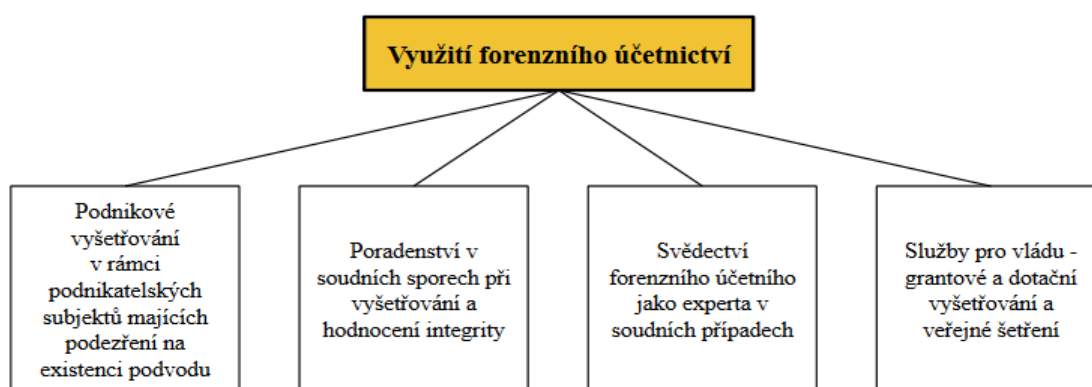 Využití forenzního účetnictví
Podnikové
vyšetřování
v rámci
podnikatelských
subjektů majících
podezření na
existenci podvodu
Poradenství v
soudních sporech při
vyšetřování a
hodnocení integrity
Svědectví
forenzního účetního
jako experta v
soudních případech
Služby pro vládu -
grantové a dotační
vyšetřování a
veřejné šetření